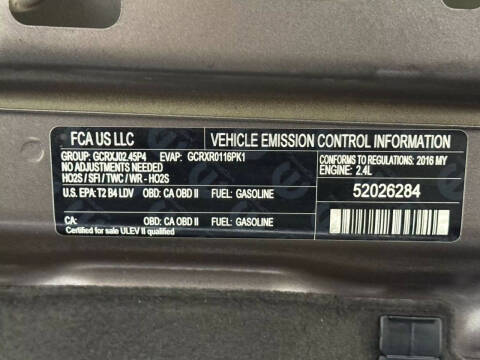 FCA US LLC
VEHICLE EMISSION CONTROL INFORMATION
GROUP: GCRXJ02.45P4 EVAP: GCRXR0116PK1
NO ADJUSTMENTS NEEDED
HO2S / SFI / TWC / WR - HO2S
CONFORMS TO REGULATIONS: 2016 MY
ENGINE: 2.4L
U.S. EPA: T2 B4 LDV OBD: CA OBD II FUEL: GASOLINE
52026284
CA: OBD: CA OBD II FUEL: GASOLINE
Certified for sale ULEV II qualified